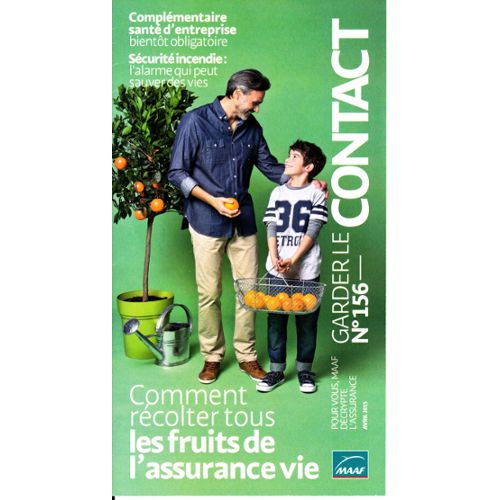 Complémentaire
santé d'entreprise
bientôt obligatoire
Sécurité incendie :
l'alarme qui peut
sauver des vies
GARDER LE CONTACT
N°156
36
ETROI
POUR VOUS, MAAF
DÉCRYPTE
L'ASSURANCE
AVRIL 2015
Comment
récolter tous
les fruits de
l'assurance vie
MAAF